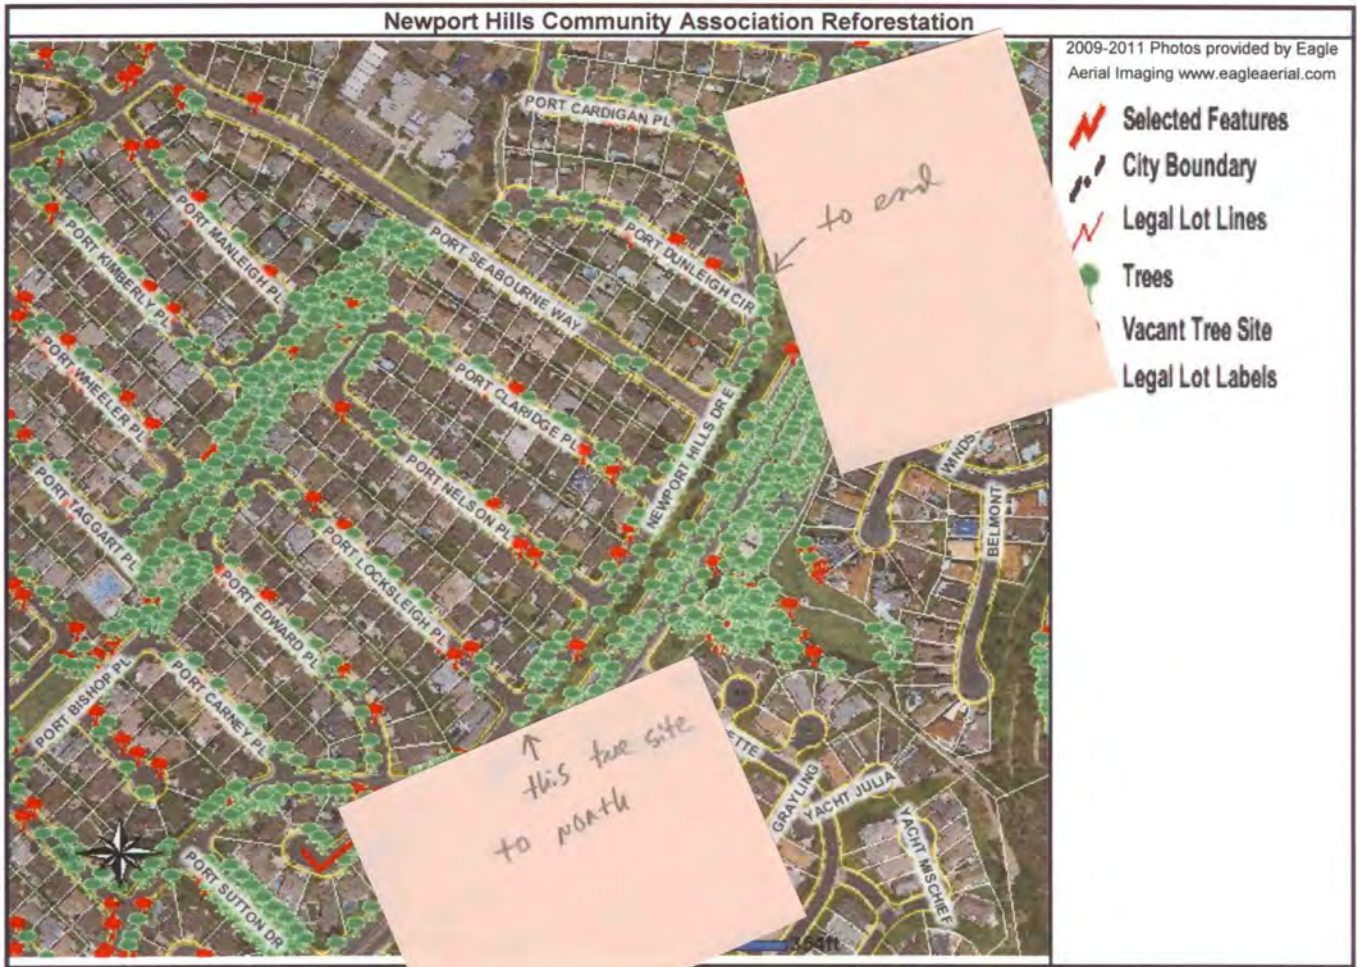 Newport Hills Community Association Reforestation
2009-2011 Photos provided by Eagle
Aerial Imaging www.eagleaerial.com
Selected Features
City Boundary
Legal Lot Lines
Trees
Vacant Tree Site
Legal Lot Labels
PORT CARDIGAN PL
to end
PORT MANLEIGH PL
PORT KIMBERLY PL
PORT SEABOURNE WAY
PORT DUNLEIGH CIR
PORT WHEELER PL
PORT CLARIDGE PL
NEWPORT HILLS DR E
WINDS
PORT TAGGART PL
PORT NELSON PL
BELMONT
PORT LOCKSLEIGH PL
PORT EDWARD PL
PORT BISHOP PL
PORT CARNEY PL
this tree site
to NORTH
ETTE
GRAYLING
YACHT JULIA
YACHT MISCHIEF
PORT SUTTON DR
354ft